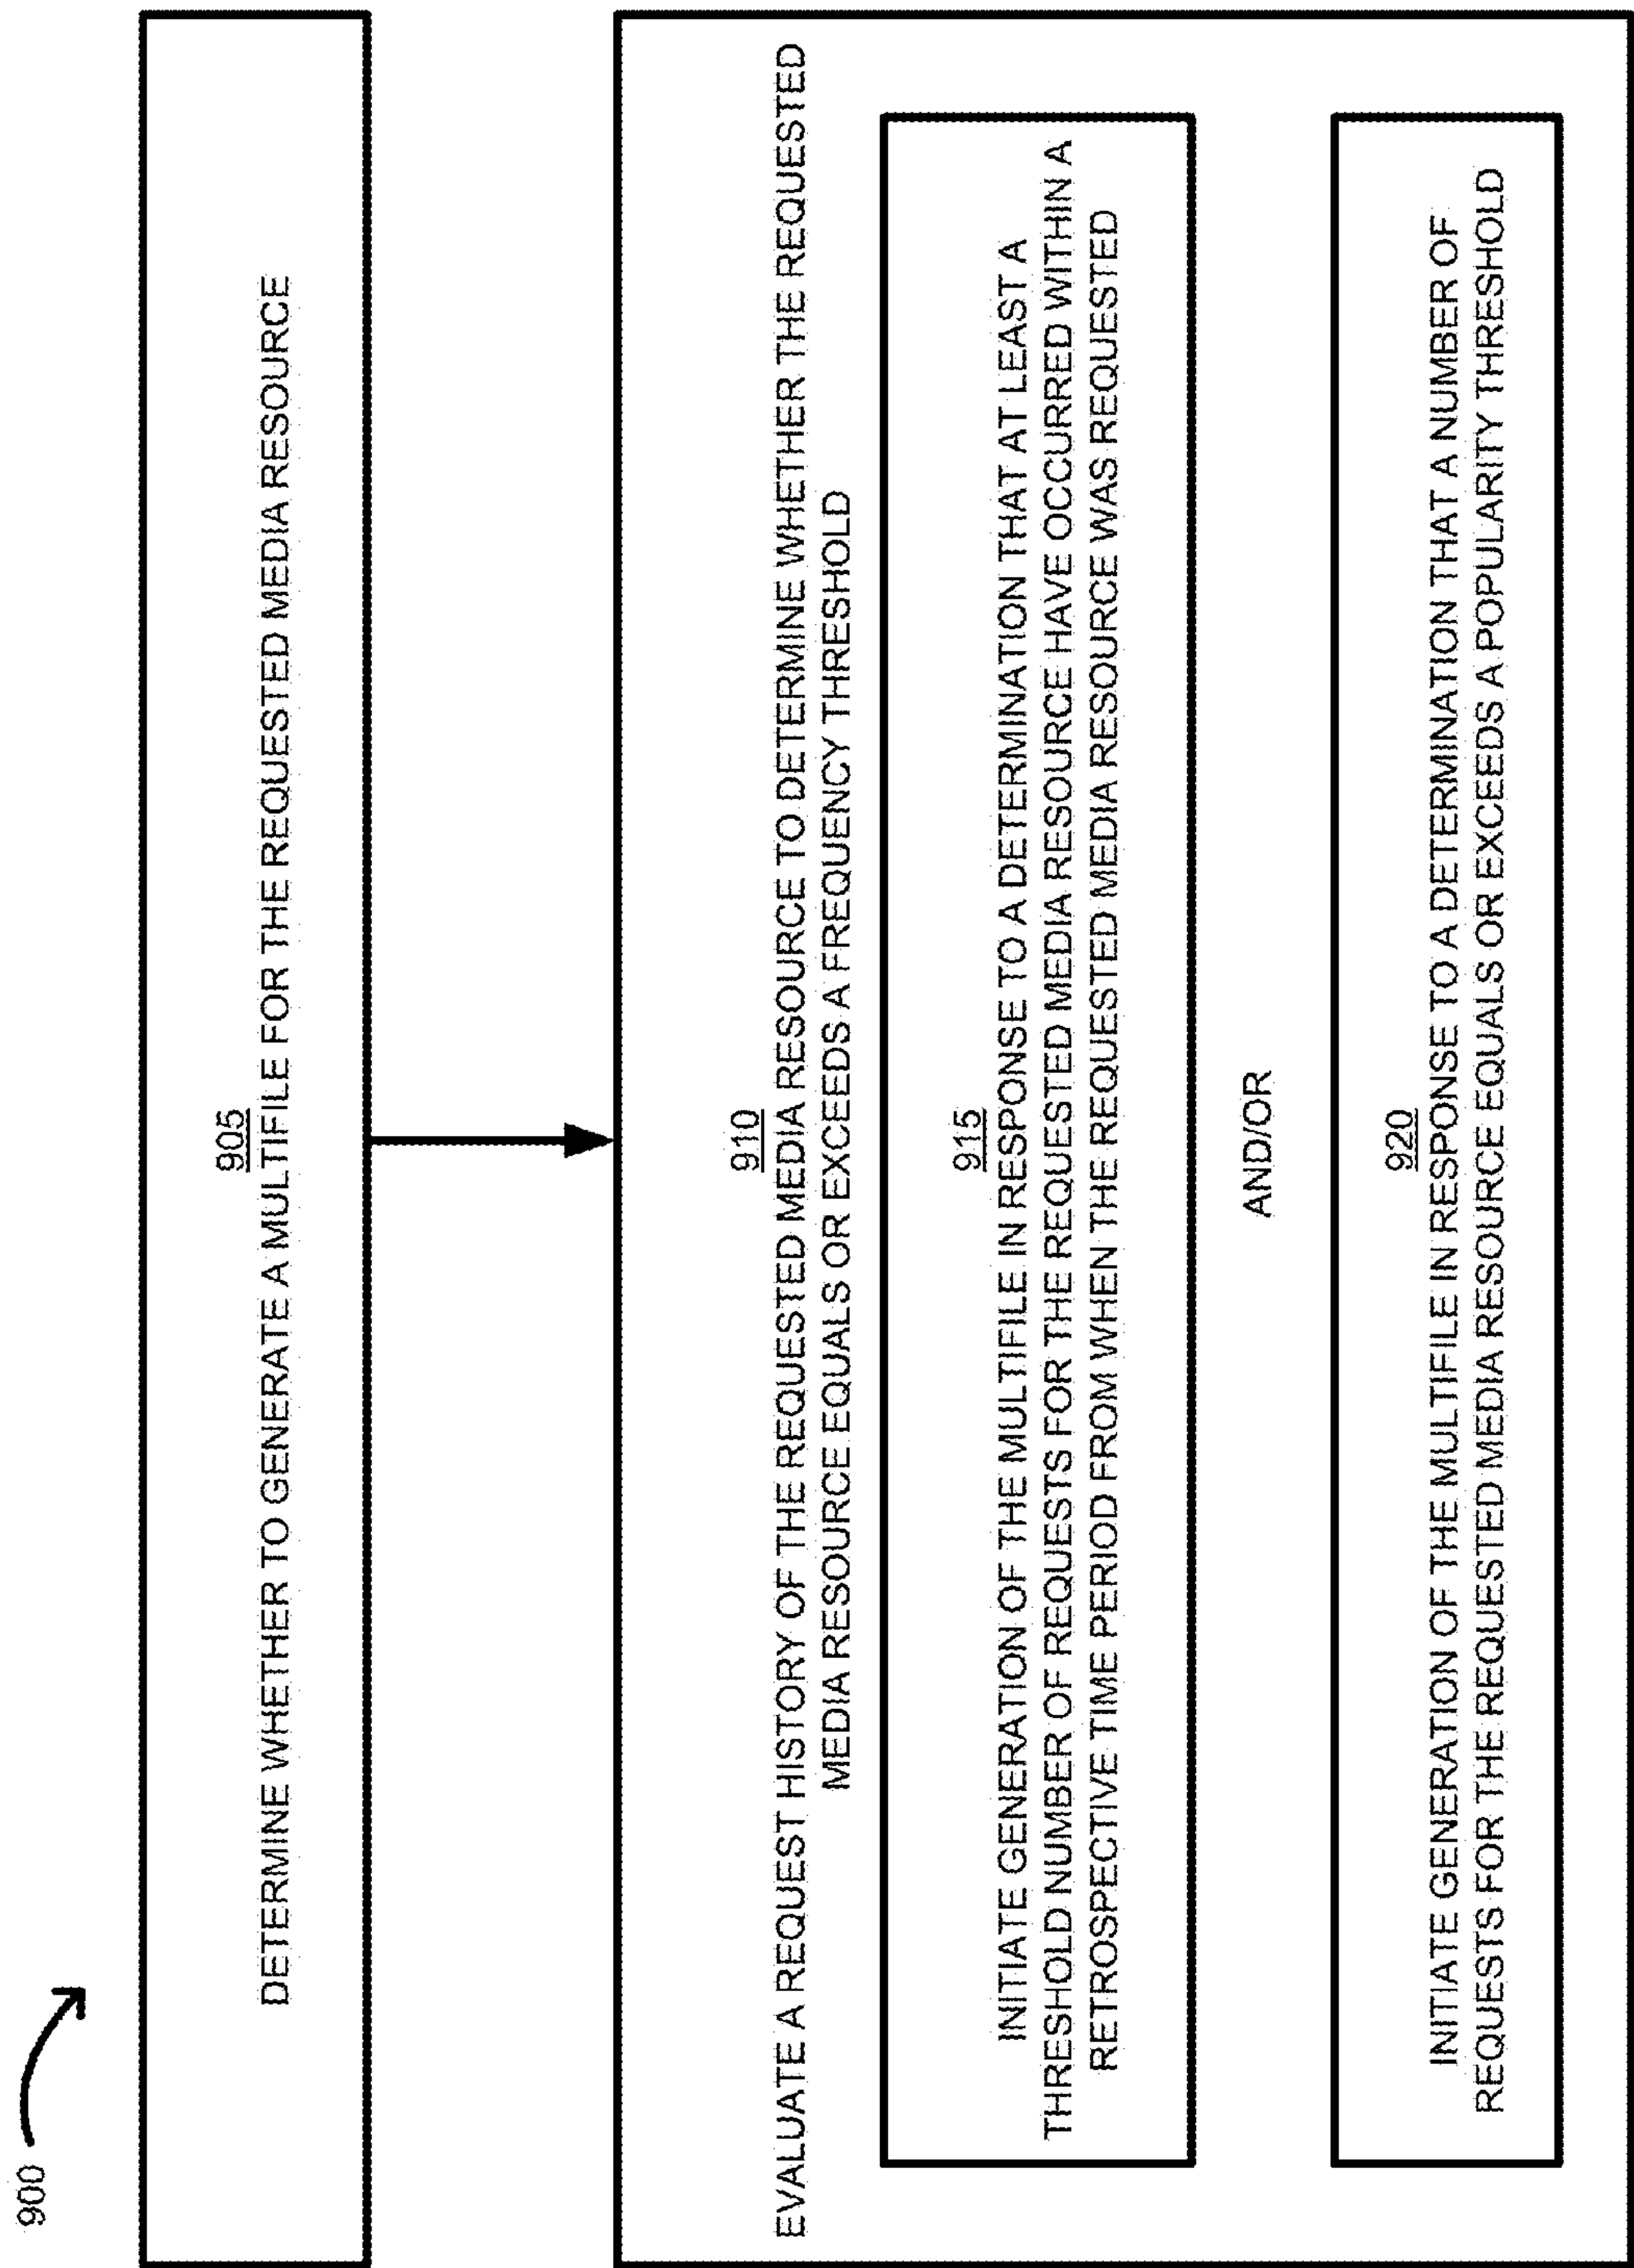 900
905
DETERMINE WHETHER TO GENERATE A MULTIFILE FOR THE REQUESTED MEDIA RESOURCE
910
EVALUATE A REQUEST HISTORY OF THE REQUESTED MEDIA RESOURCE TO DETERMINE WHETHER THE REQUESTED
MEDIA RESOURCE EQUALS OR EXCEEDS A FREQUENCY THRESHOLD
915
INITIATE GENERATION OF THE MULTIFILE IN RESPONSE TO A DETERMINATION THAT AT LEAST A
THRESHOLD NUMBER OF REQUESTS FOR THE REQUESTED MEDIA RESOURCE HAVE OCCURRED WITHIN A
RETROSPECTIVE TIME PERIOD FROM WHEN THE REQUESTED MEDIA RESOURCE WAS REQUESTED
AND/OR
920
INITIATE GENERATION OF THE MULTIFILE IN RESPONSE TO A DETERMINATION THAT A NUMBER OF
REQUESTS FOR THE REQUESTED MEDIA RESOURCE EQUALS OR EXCEEDS A POPULARITY THRESHOLD